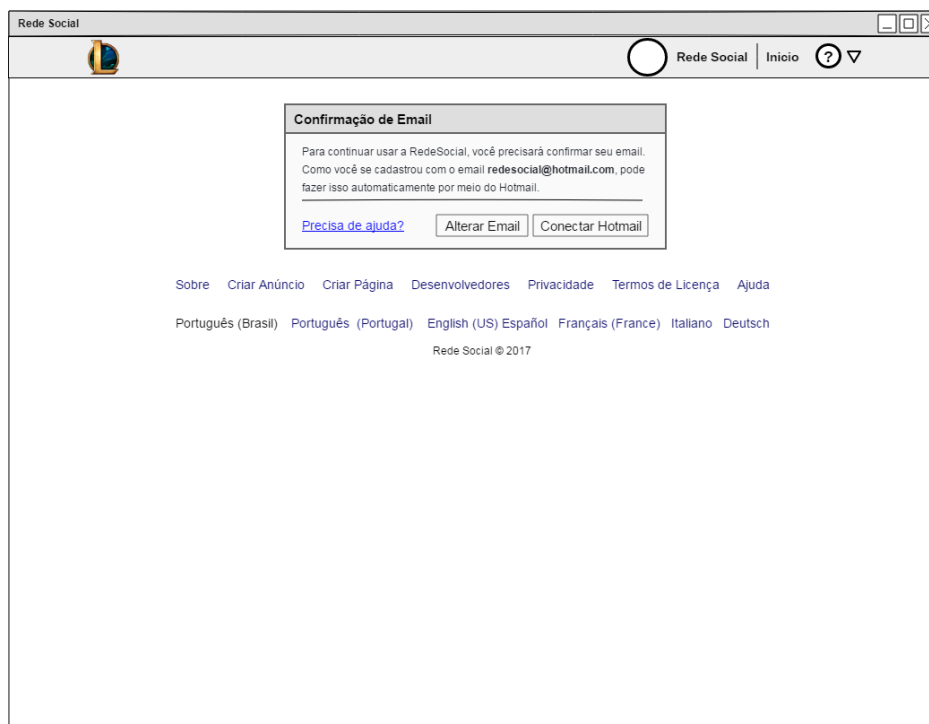 Rede Social
Rede Social Inicio ?
Confirmação de Email
Para continuar usar a RedeSocial, você precisará confirmar seu email.
Como você se cadastrou com o email redesocial@hotmail.com, pode
fazer isso automaticamente por meio do Hotmail.
Precisa de ajuda? Alterar Email Conectar Hotmail
Sobre Criar Anúncio Criar Página Desenvolvedores Privacidade Termos de Licença Ajuda
Português (Brasil) Português (Portugal) English (US) Español Français (France) Italiano Deutsch
Rede Social © 2017